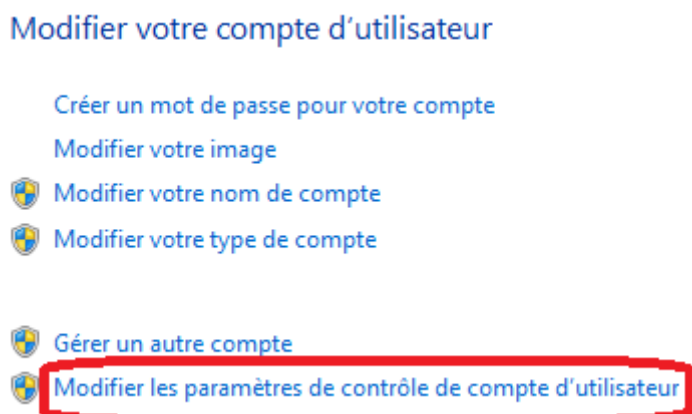 Modifier votre compte d’utilisateur
Créer un mot de passe pour votre compte
Modifier votre image
Modifier votre nom de compte
Modifier votre type de compte
Gérer un autre compte
Modifier les paramètres de contrôle de compte d’utilisateur